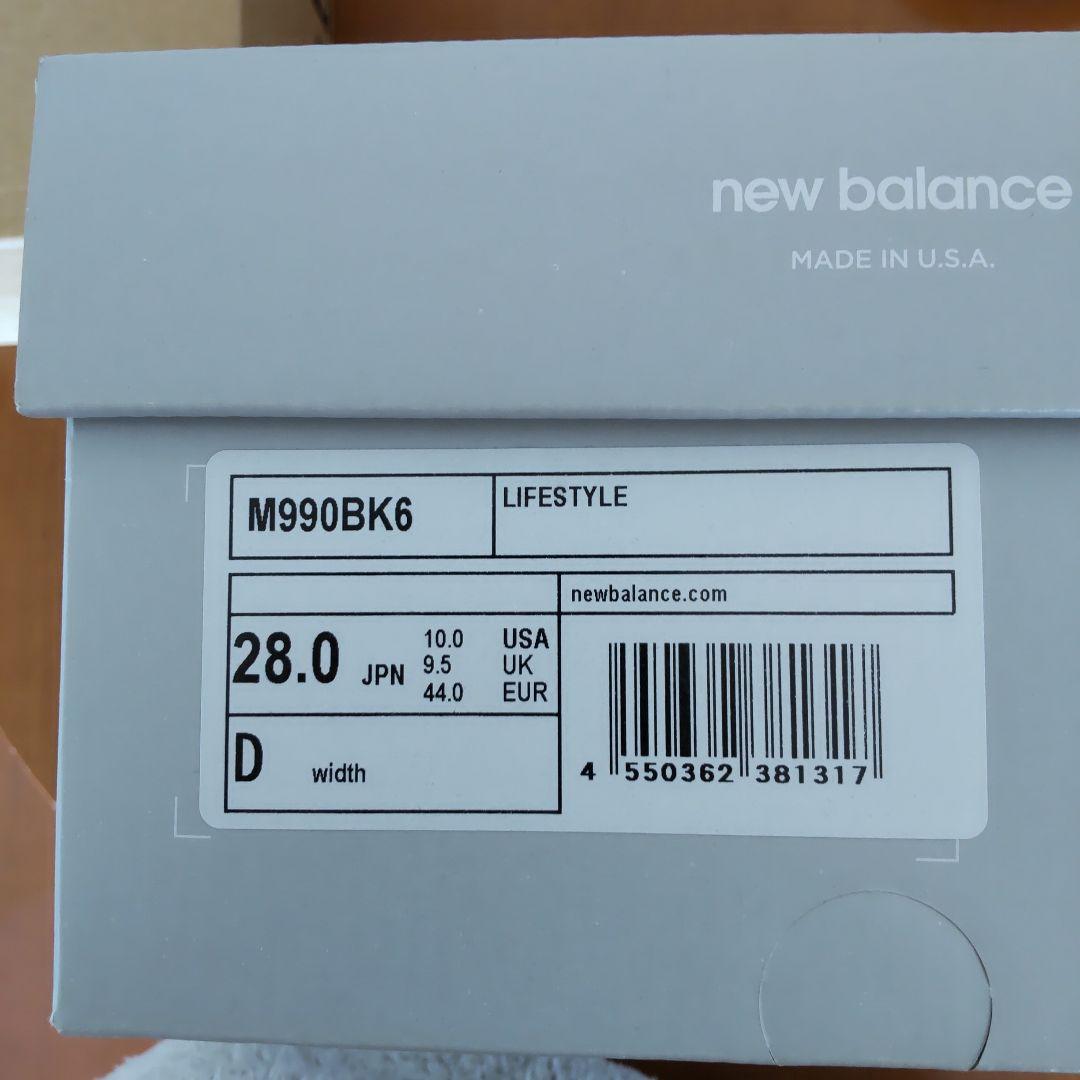 new balance
MADE IN U.S.A.
M990BK6
LIFESTYLE
newbalance.com
28.0 JPN
10.0 USA
9.5 UK
44.0 EUR
D width
4 550362 381317